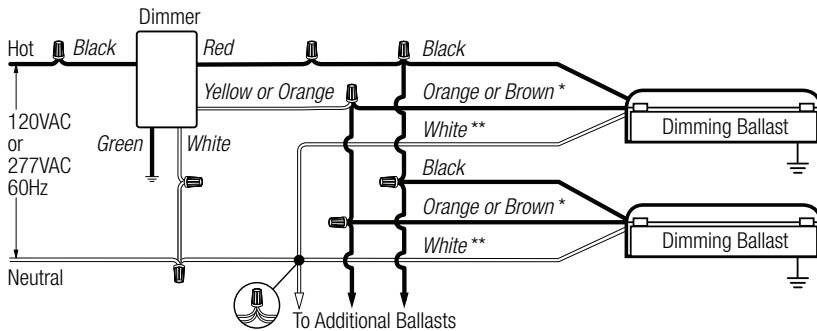 Dimmer
Hot
Black
Red
Black
Yellow or Orange
Orange or Brown *
120VAC
or
277VAC
60Hz
Green
White
White **
Dimming Ballast
Black
Orange or Brown *
White **
Dimming Ballast
Neutral
To Additional Ballasts